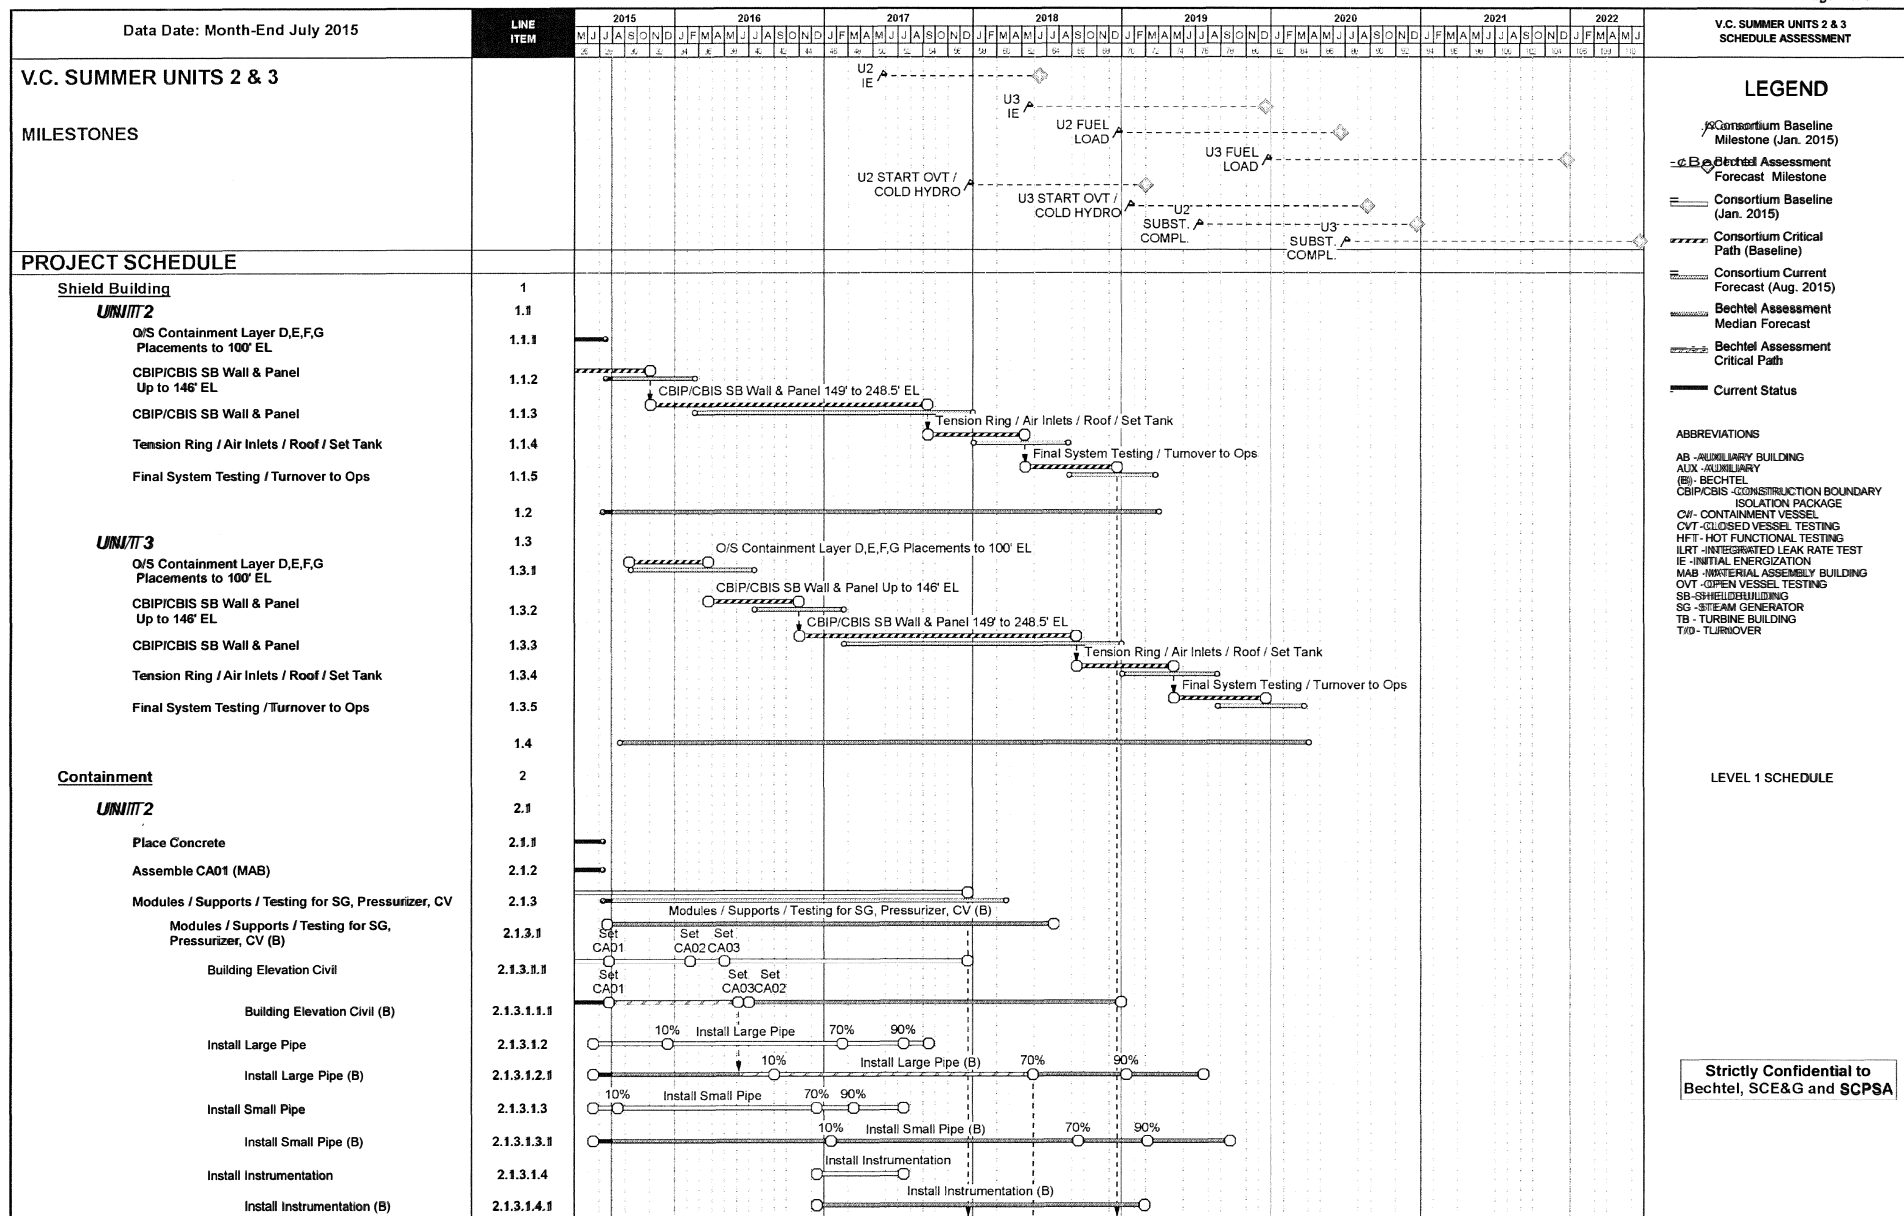 Data Date: Month-End July 2015
LINE
ITEM
2015 2016 2017 2018 2019 2020 2021 2022
M J J A S O N D J F M A M J J A S O N D J F M A M J J A S O N D J F M A M J J A S O N D J F M A M J J A S O N D J F M A M J J A S O N D J F M A M J J A S O N D J F M A M J
V.C. SUMMER UNITS 2 & 3
SCHEDULE ASSESSMENT
V.C. SUMMER UNITS 2 & 3
MILESTONES
U2
IE
U3
IE
U2 FUEL
LOAD
U3 FUEL
LOAD
U2 START OVT /
COLD HYDRO
U3 START OVT /
COLD HYDRO
U2
SUBST.
COMPL.
U3
SUBST.
COMPL.
PROJECT SCHEDULE
Shield Building 1
UNIT 2 1.1
O/S Containment Layer D,E,F,G
Placements to 100' EL
1.1.1
CBIP/CBIS SB Wall & Panel
Up to 146' EL
1.1.2
CBIP/CBIS SB Wall & Panel 149' to 248.5' EL
CBIP/CBIS SB Wall & Panel 1.1.3
Tension Ring / Air Inlets / Roof / Set Tank
Tension Ring / Air Inlets / Roof / Set Tank 1.1.4
Final System Testing / Turnover to Ops
Final System Testing / Turnover to Ops 1.1.5
1.2
UNIT 3 1.3
O/S Containment Layer D,E,F,G Placements to 100' EL
O/S Containment Layer D,E,F,G
Placements to 100' EL
1.3.1
CBIP/CBIS SB Wall & Panel Up to 146' EL
CBIP/CBIS SB Wall & Panel
Up to 146' EL
1.3.2
CBIP/CBIS SB Wall & Panel 149' to 248.5' EL
CBIP/CBIS SB Wall & Panel 1.3.3
Tension Ring / Air Inlets / Roof / Set Tank
Tension Ring / Air Inlets / Roof / Set Tank 1.3.4
Final System Testing / Turnover to Ops
Final System Testing / Turnover to Ops 1.3.5
1.4
Containment 2
UNIT 2 2.1
Place Concrete 2.1.1
Assemble CA01 (MAB) 2.1.2
Modules / Supports / Testing for SG, Pressurizer, CV 2.1.3
Modules / Supports / Testing for SG, Pressurizer, CV (B)
Modules / Supports / Testing for SG,
Pressurizer, CV (B)
2.1.3.1
Set Set Set
CA01 CA02 CA03
Building Elevation Civil 2.1.3.1.1
Set Set Set
CA01 CA03 CA02
Building Elevation Civil (B) 2.1.3.1.1.1
10% Install Large Pipe 70% 90%
Install Large Pipe 2.1.3.1.2
10% Install Large Pipe (B) 70% 90%
Install Large Pipe (B) 2.1.3.1.2.1
10% Install Small Pipe 70% 90%
Install Small Pipe 2.1.3.1.3
10% Install Small Pipe (B) 70% 90%
Install Small Pipe (B) 2.1.3.1.3.1
Install Instrumentation
Install Instrumentation 2.1.3.1.4
Install Instrumentation (B)
Install Instrumentation (B) 2.1.3.1.4.1
LEGEND
Consortium Baseline
Milestone (Jan. 2015)
Bechtel Assessment
Forecast Milestone
Consortium Baseline
(Jan. 2015)
Consortium Critical
Path (Baseline)
Consortium Current
Forecast (Aug. 2015)
Bechtel Assessment
Median Forecast
Bechtel Assessment
Critical Path
Current Status
ABBREVIATIONS
AB - AUXILIARY BUILDING
AUX - AUXILIARY
(B) - BECHTEL
CBIP/CBIS - CONSTRUCTION BOUNDARY
ISOLATION PACKAGE
CV - CONTAINMENT VESSEL
CVT - CLOSED VESSEL TESTING
HFT - HOT FUNCTIONAL TESTING
ILRT - INTEGRATED LEAK RATE TEST
IE - INITIAL ENERGIZATION
MAB - MATERIAL ASSEMBLY BUILDING
OVT - OPEN VESSEL TESTING
SB - SHIELD BUILDING
SG - STEAM GENERATOR
TB - TURBINE BUILDING
T/O - TURNOVER
LEVEL 1 SCHEDULE
Strictly Confidential to
Bechtel, SCE&G and SCPSA